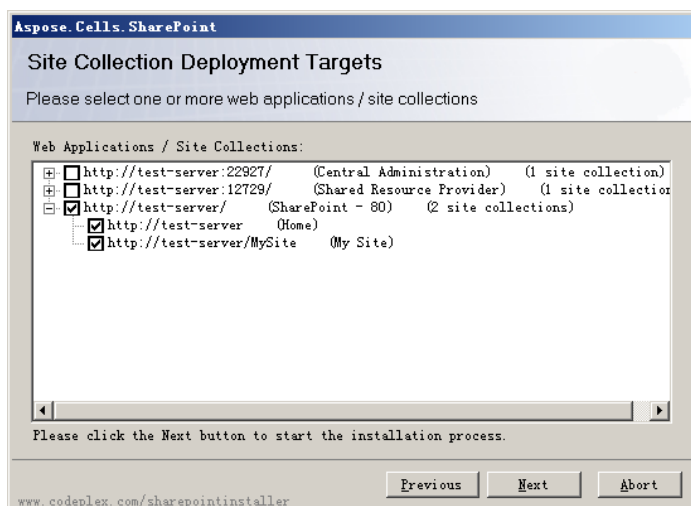 Aspose.Cells.SharePoint
Site Collection Deployment Targets
Please select one or more web applications / site collections
Web Applications / Site Collections:
http://test-server:22927/ (Central Administration) (1 site collection)
http://test-server:12729/ (Shared Resource Provider) (1 site collection
http://test-server/ (SharePoint - 80) (2 site collections)
http://test-server (Home)
http://test-server/MySite (My Site)
Please click the Next button to start the installation process.
Previous Next Abort
www.codeplex.com/sharepointinstaller